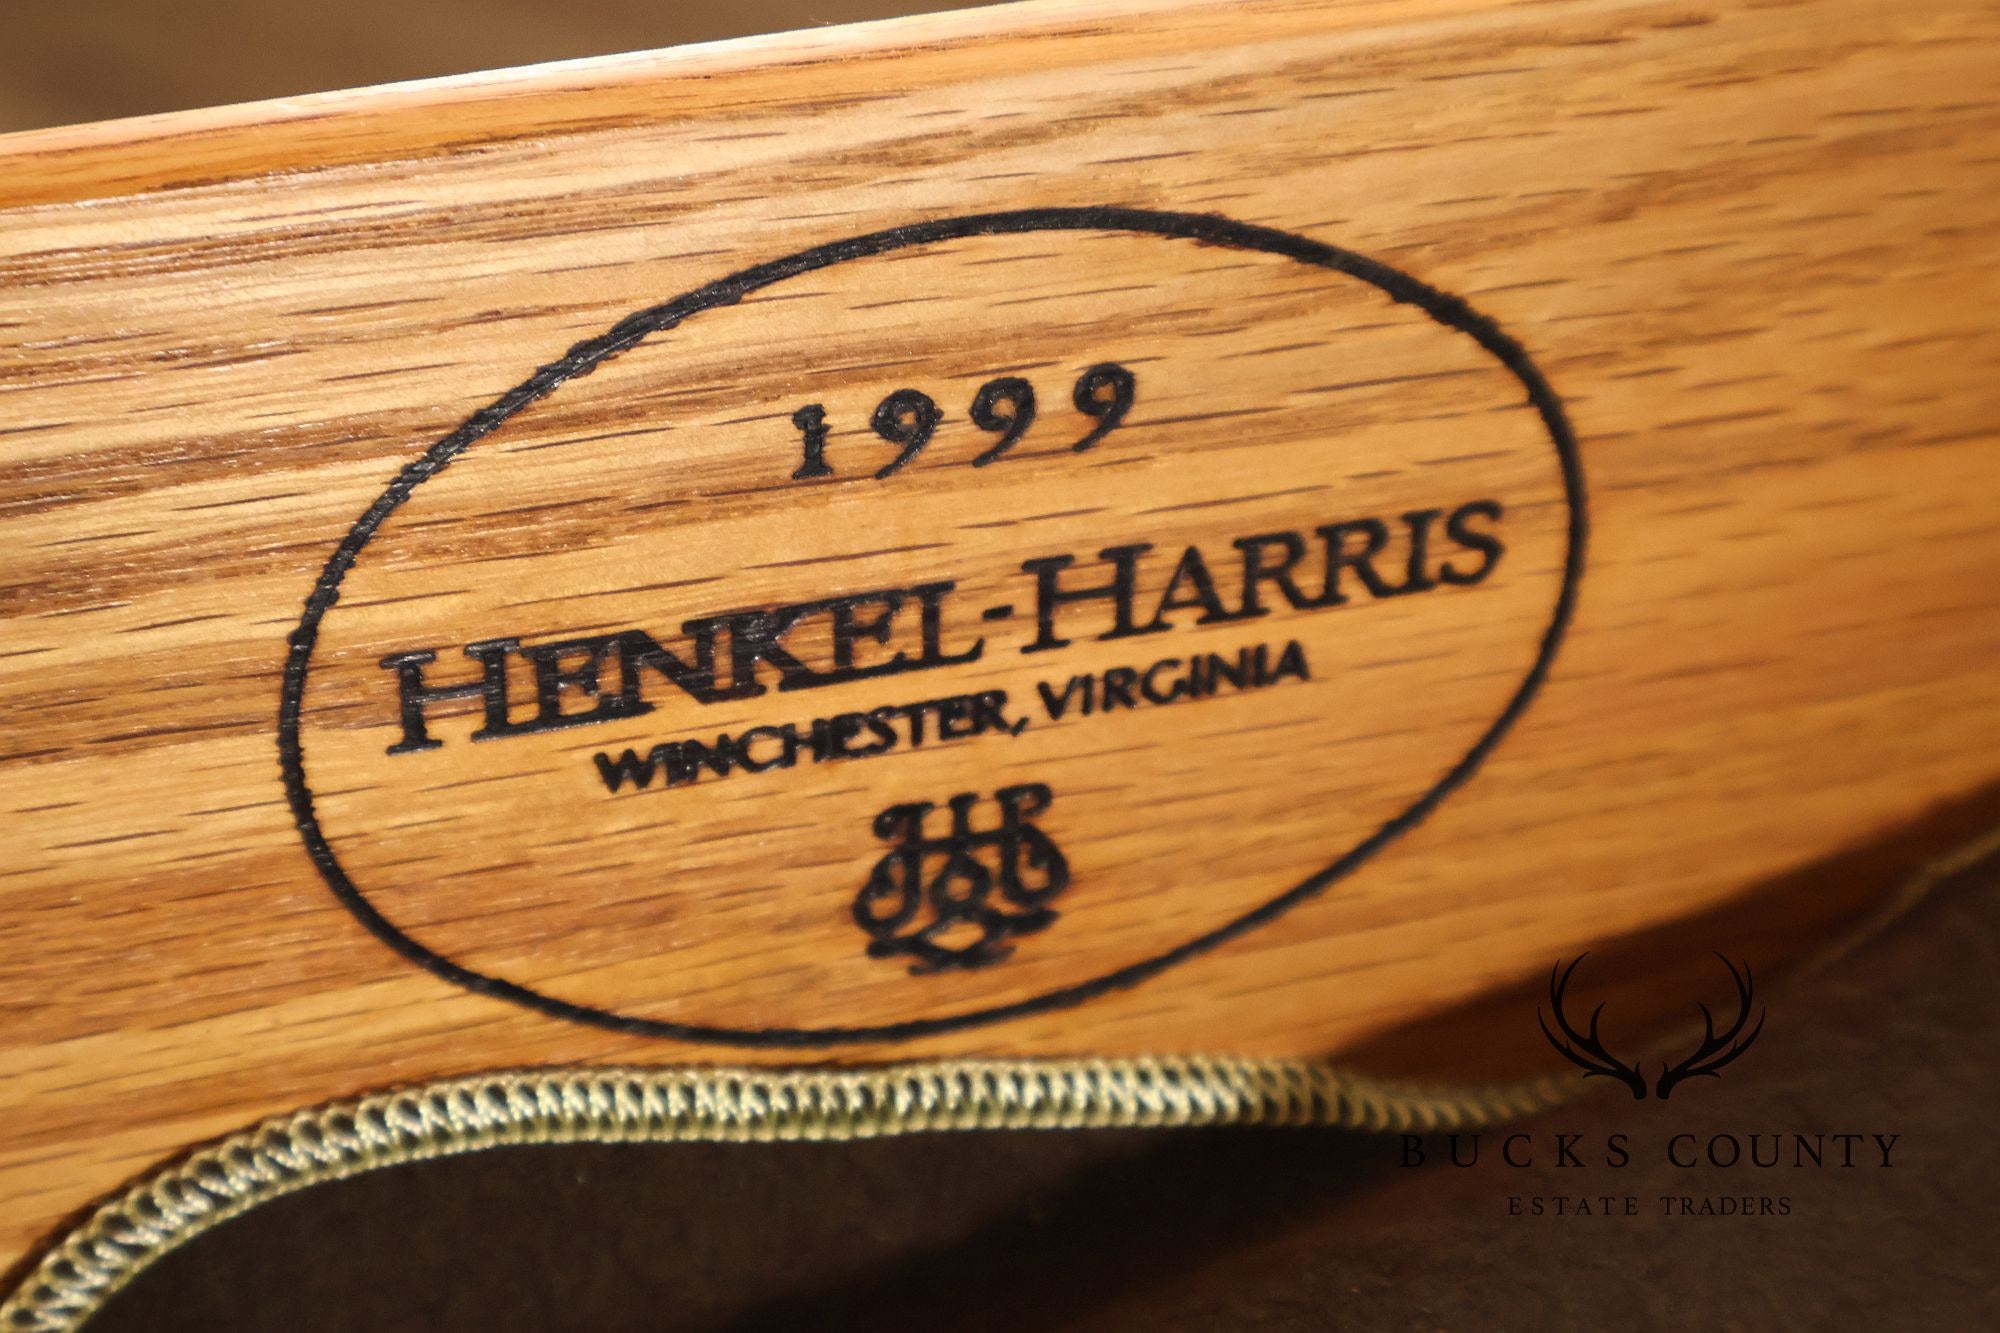 1999
HENKEL-HARRIS
WINCHESTER, VIRGINIA
BUCKS COUNTY
ESTATE TRADERS